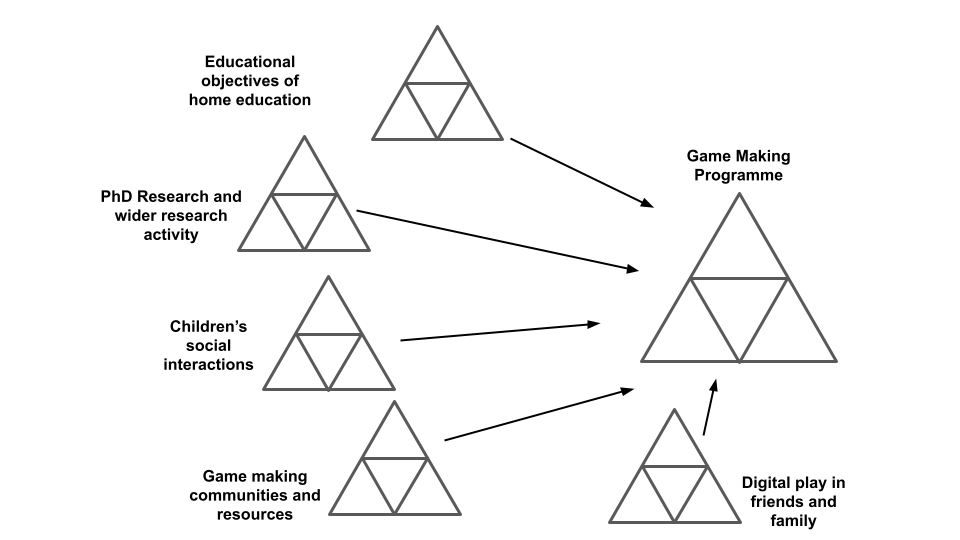 Educational
objectives of
home education
Game Making
Programme
PhD Research and
wider research
activity
Children's
social
interactions
Game making
communities and
resources
Digital play in
friends and
family